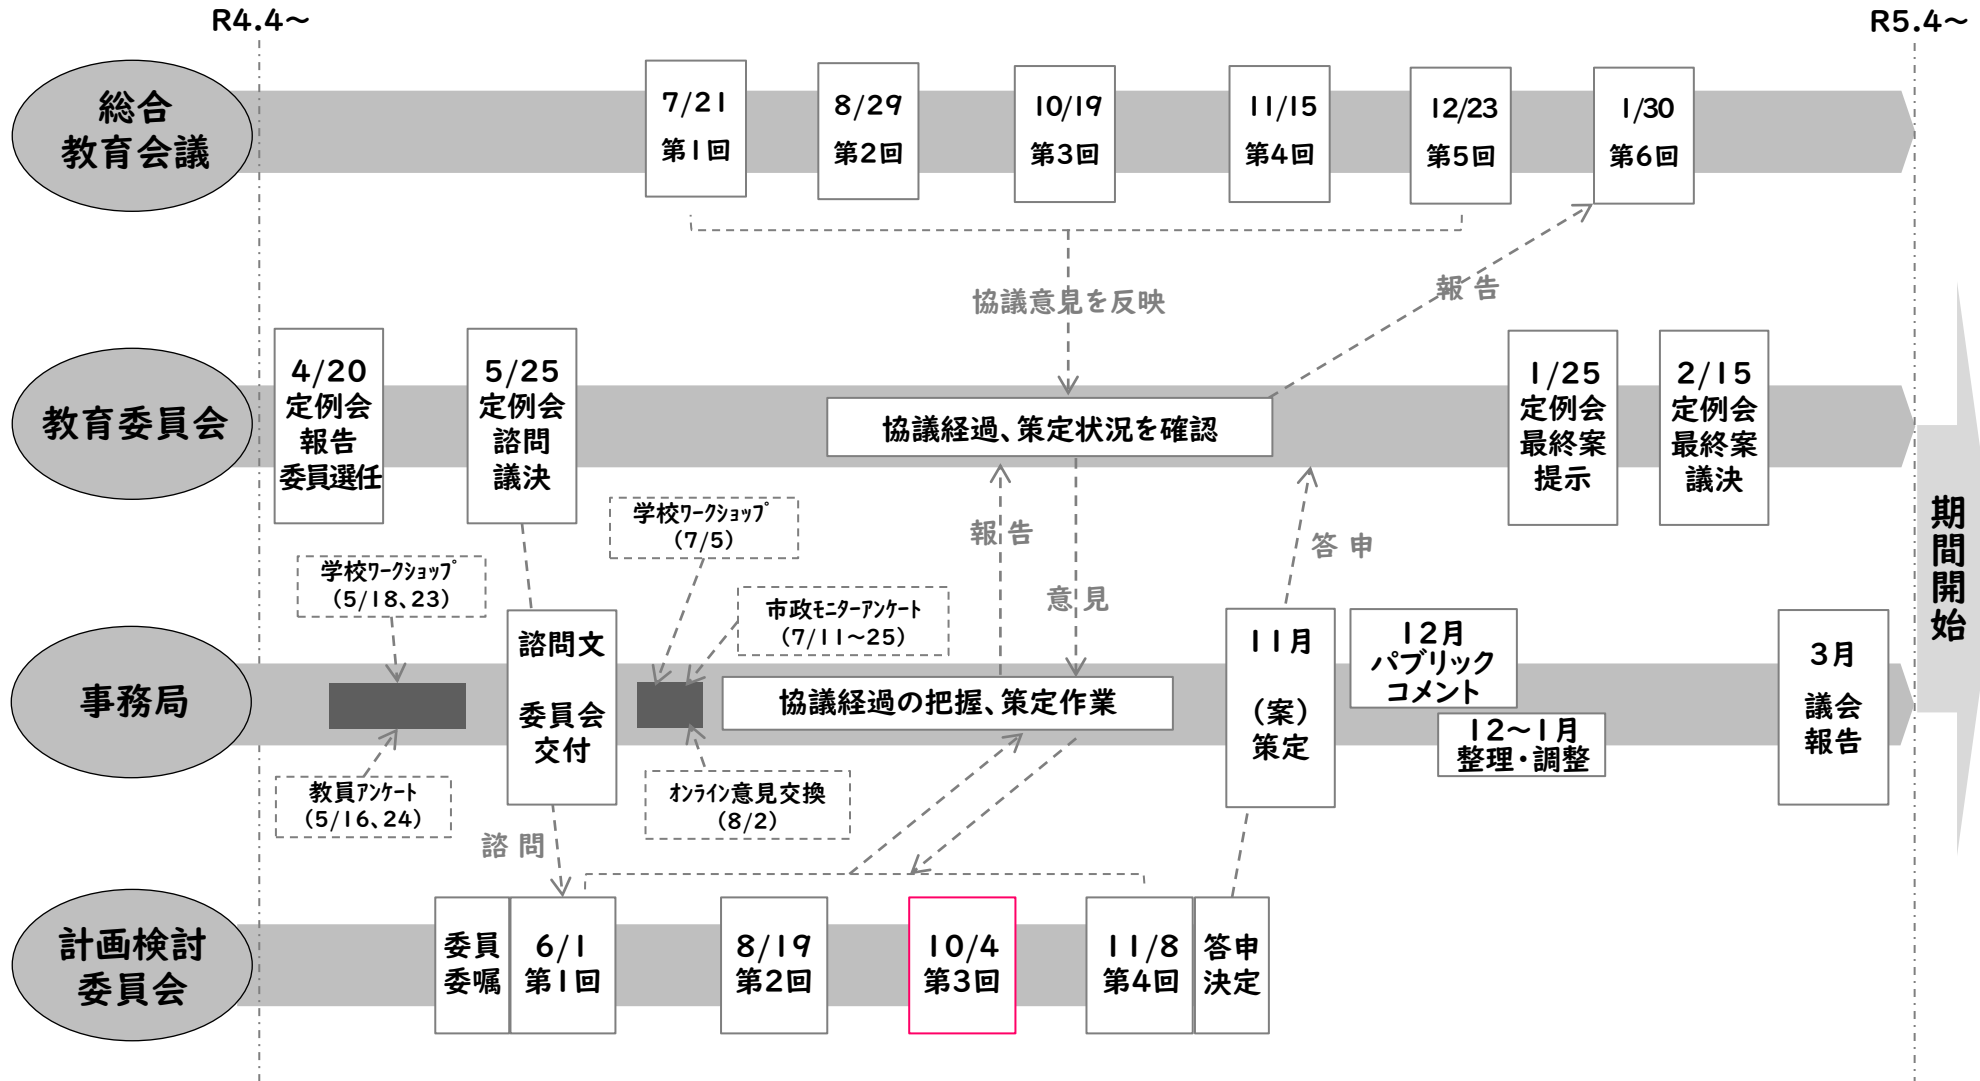 R4.4～
R5.4～
総合
教育会議
7/21
第1回
8/29
第2回
10/19
第3回
11/15
第4回
12/23
第5回
1/30
第6回
協議意見を反映
報 告
教育委員会
4/20
定例会
報告
委員選任
5/25
定例会
諮問
議決
協議経過、策定状況を確認
1/25
定例会
最終案
提示
2/15
定例会
最終案
議決
学校ﾜｰｸｼｮｯﾌﾟ
(7/5)
報 告
意 見
答 申
学校ﾜｰｸｼｮｯﾌﾟ
(5/18、23)
市政ﾓﾆﾀｰｱﾝｹｰﾄ
(7/11～25)
期間開始
事務局
諮問文
委員会
交付
協議経過の把握、策定作業
11月
（案）
策定
12月
パブリック
コメント
12～1月
整理・調整
3月
議会
報告
教員ｱﾝｹｰﾄ
(5/16、24)
ｵﾝﾗｲﾝ意見交換
(8/2)
諮 問
計画検討
委員会
委員
委嘱
6/1
第1回
8/19
第2回
10/4
第3回
11/8
第4回
答申
決定